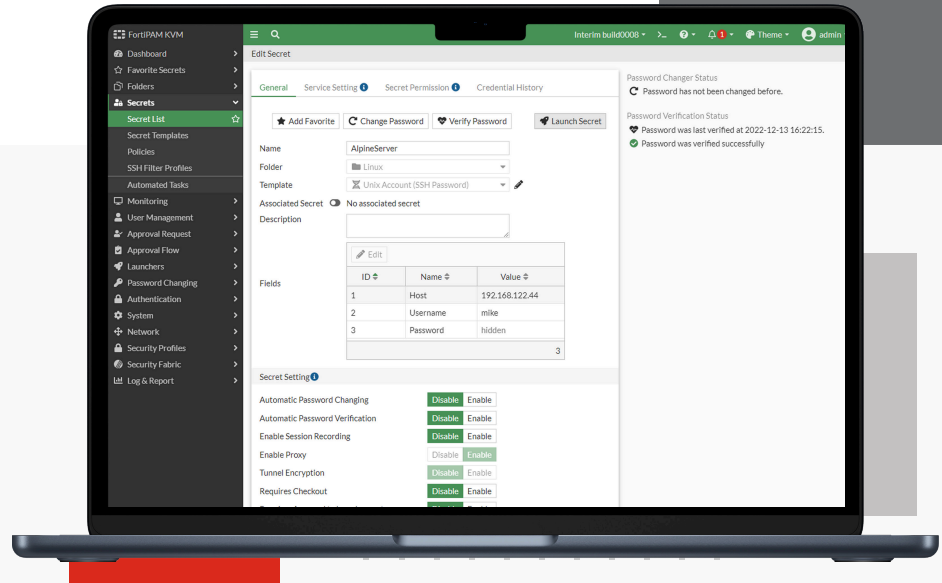 FortiPAM KVM
Interim build0008
>_
1
Theme
admin
Dashboard
Favorite Secrets
Folders
Secrets
Secret List
Secret Templates
Policies
SSH Filter Profiles
Automated Tasks
Monitoring
User Management
Approval Request
Approval Flow
Launchers
Password Changing
Authentication
System
Network
Security Profiles
Security Fabric
Log & Report
Edit Secret
General Service Setting Secret Permission Credential History
Add Favorite Change Password Verify Password Launch Secret
Name AlpineServer
Folder Linux
Template Unix Account (SSH Password)
Associated Secret No associated secret
Description
Fields
Edit
ID Name Value
1 Host 192.168.122.44
2 Username mike
3 Password hidden
3
Secret Setting
Automatic Password Changing Disable Enable
Automatic Password Verification Disable Enable
Enable Session Recording Disable Enable
Enable Proxy Disable Enable
Tunnel Encryption Disable Enable
Requires Checkout Disable Enable
Password Changer Status
Password has not been changed before.
Password Verification Status
Password was last verified at 2022-12-13 16:22:15.
Password was verified successfully